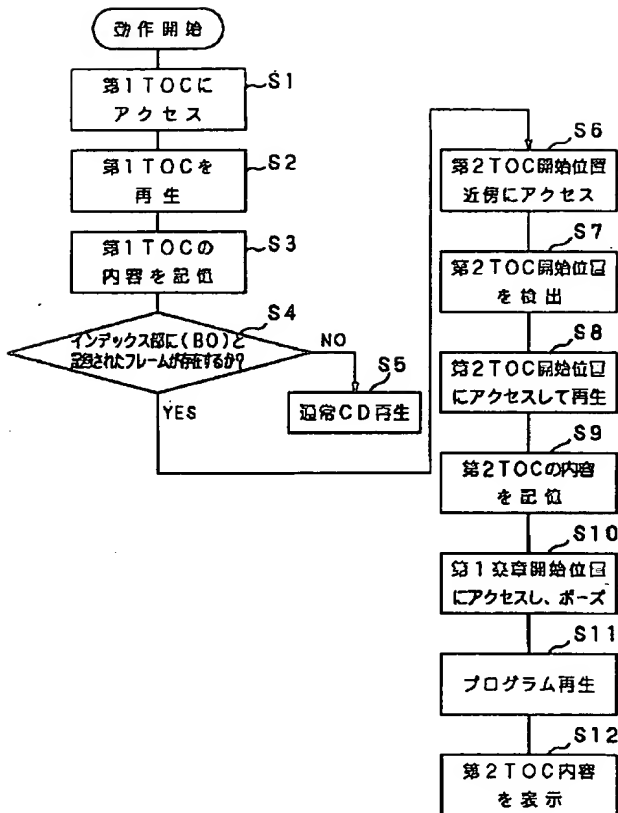 動作開始
第1TOCに
アクセス
S1
第1TOCを
再生
S2
第1TOCの
内容を記憶
S3
インデックス部に(BO)と
記録されたフレームが存在するか?
S4
NO
YES
通常CD再生
S5
第2TOC開始位置
近傍にアクセス
S6
第2TOC開始位置
を検出
S7
第2TOC開始位置
にアクセスして再生
S8
第2TOCの内容
を記憶
S9
第1楽章開始位置
にアクセスし、ポーズ
S10
プログラム再生
S11
第2TOC内容
を表示
S12